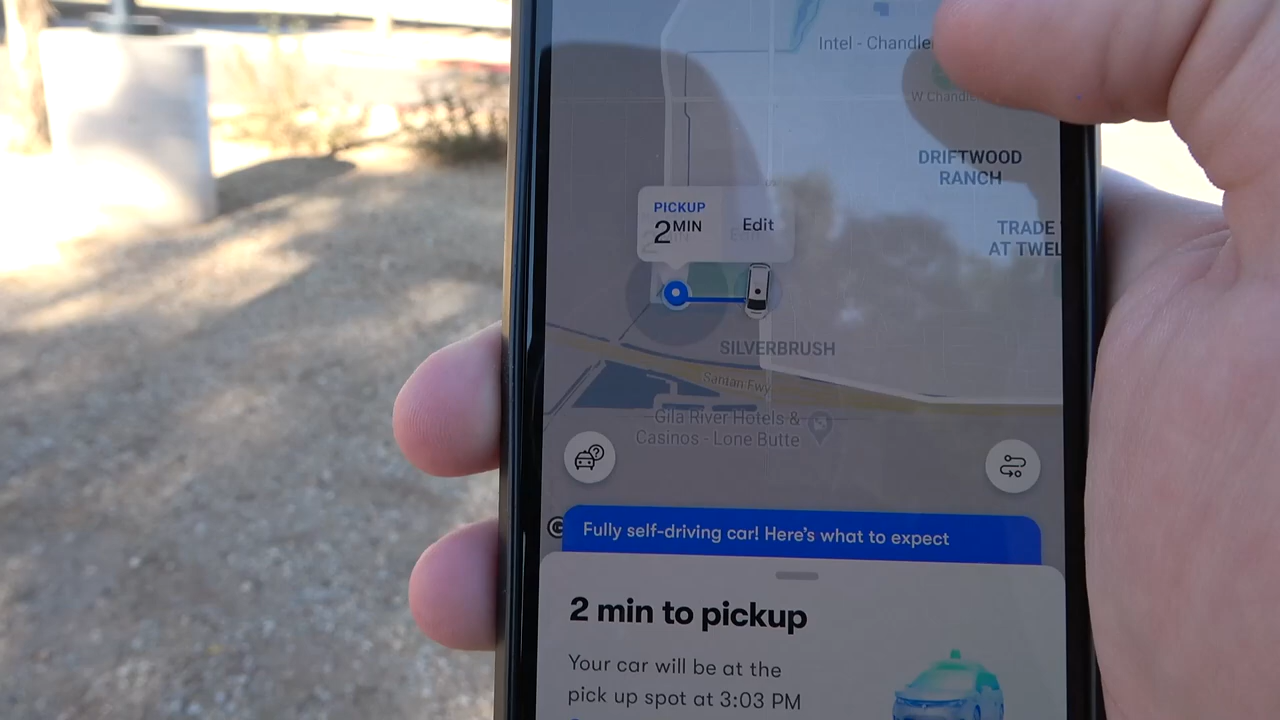 Intel - Chandle
W Chandle
DRIFTWOOD
RANCH
PICKUP
2 MIN
Edit
TRADE
AT TWEL
SILVERBRUSH
Santan Fwy
Gila River Hotels &
Casinos - Lone Butte
Fully self-driving car! Here's what to expect
2 min to pickup
Your car will be at the
pick up spot at 3:03 PM